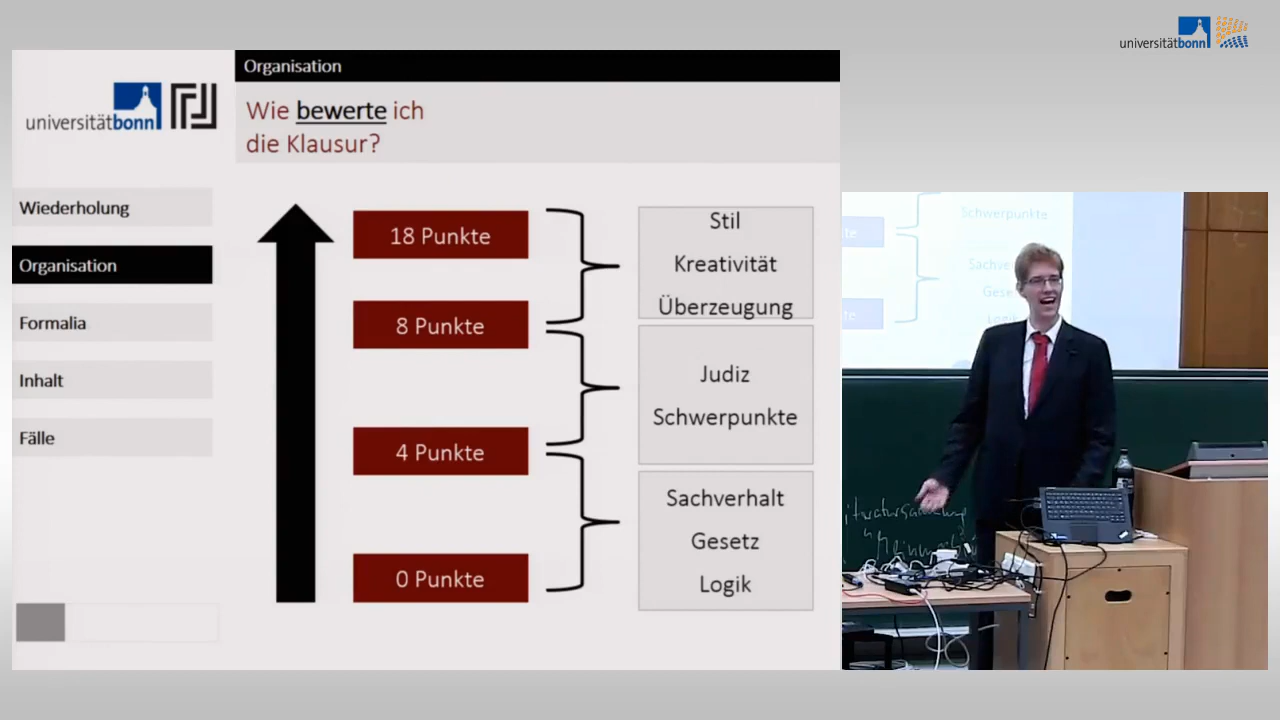 universitätbonn
Organisation
universitätbonn
Wie bewerte ich
die Klausur?
Wiederholung
Organisation
Formalia
Inhalt
Fälle
18 Punkte
8 Punkte
4 Punkte
0 Punkte
Stil
Kreativität
Überzeugung
Judiz
Schwerpunkte
Sachverhalt
Gesetz
Logik
Schwerpunkte